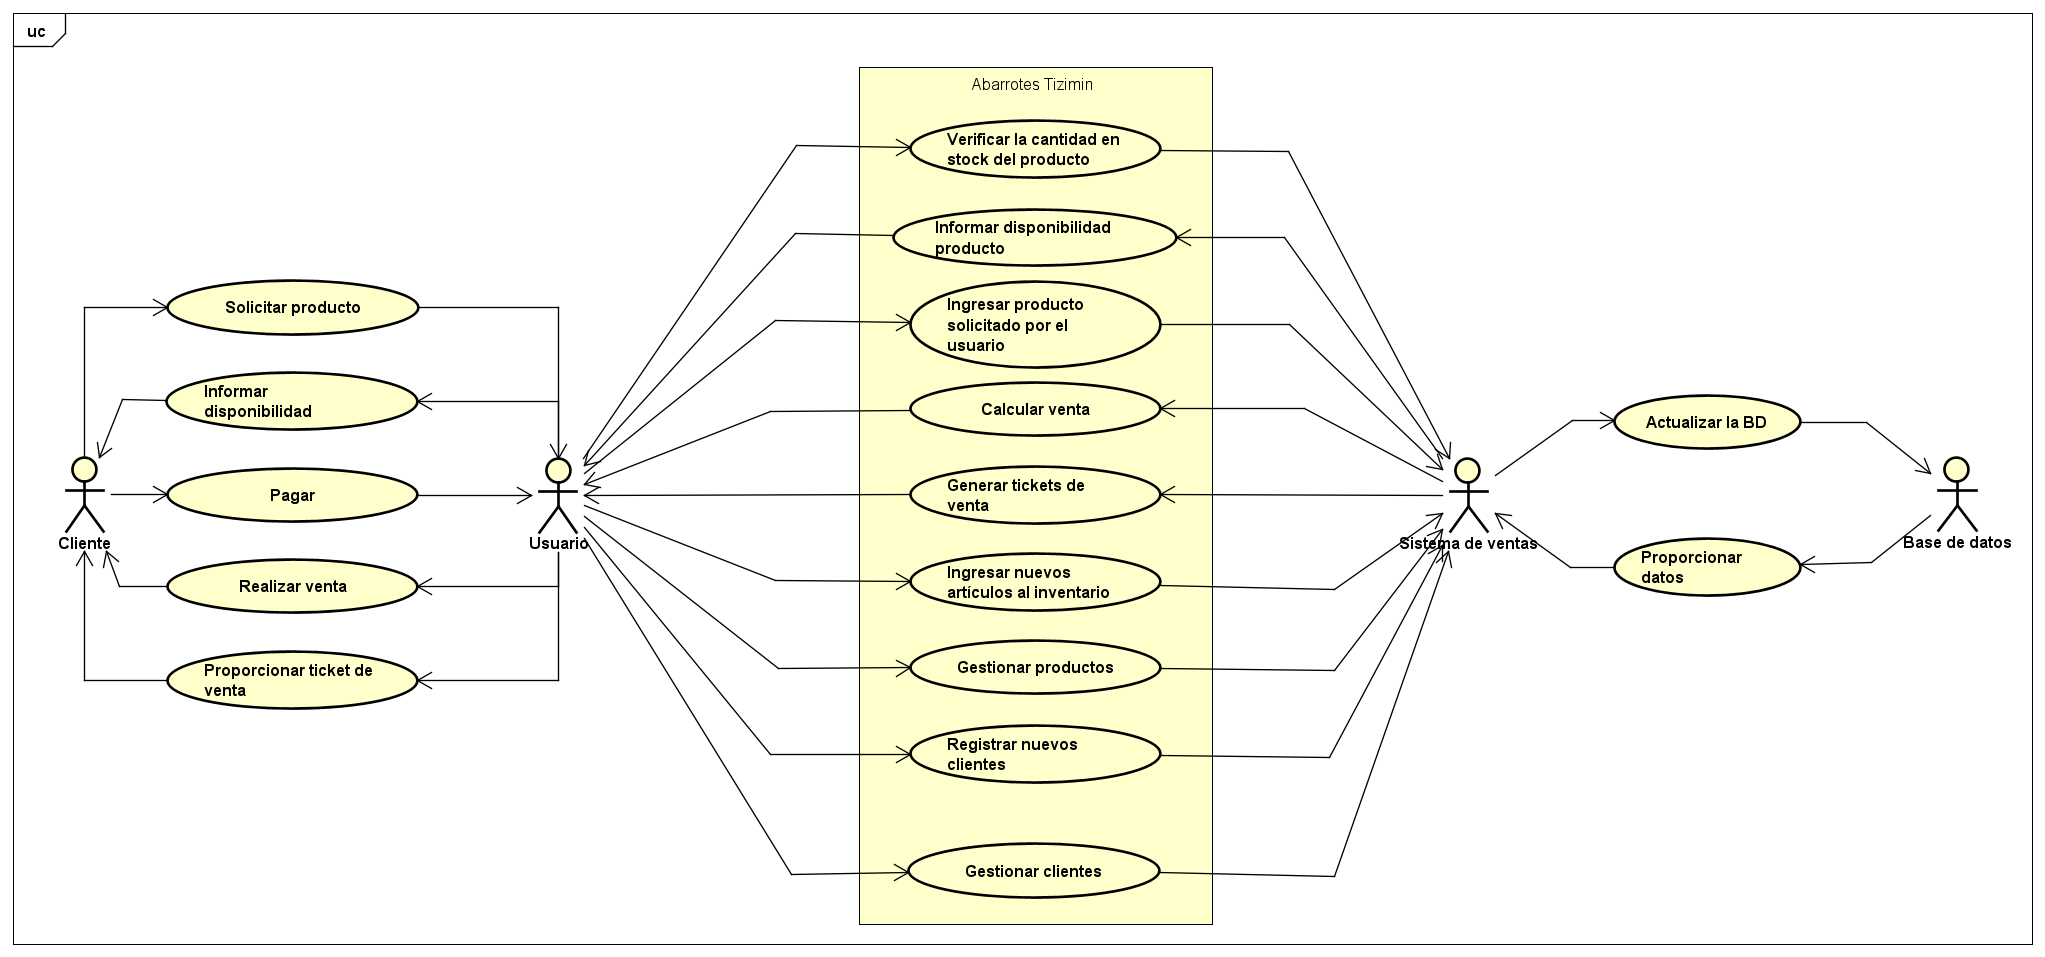 uc
Abarrotes Tizimin
Verificar la cantidad en
stock del producto
Informar disponibilidad
producto
Ingresar producto
solicitado por el
usuario
Calcular venta
Generar tickets de
venta
Ingresar nuevos
artículos al inventario
Gestionar productos
Registrar nuevos
clientes
Gestionar clientes
Solicitar producto
Informar
disponibilidad
Pagar
Realizar venta
Proporcionar ticket de
venta
Cliente
Usuario
Sistema de ventas
Actualizar la BD
Proporcionar
datos
Base de datos